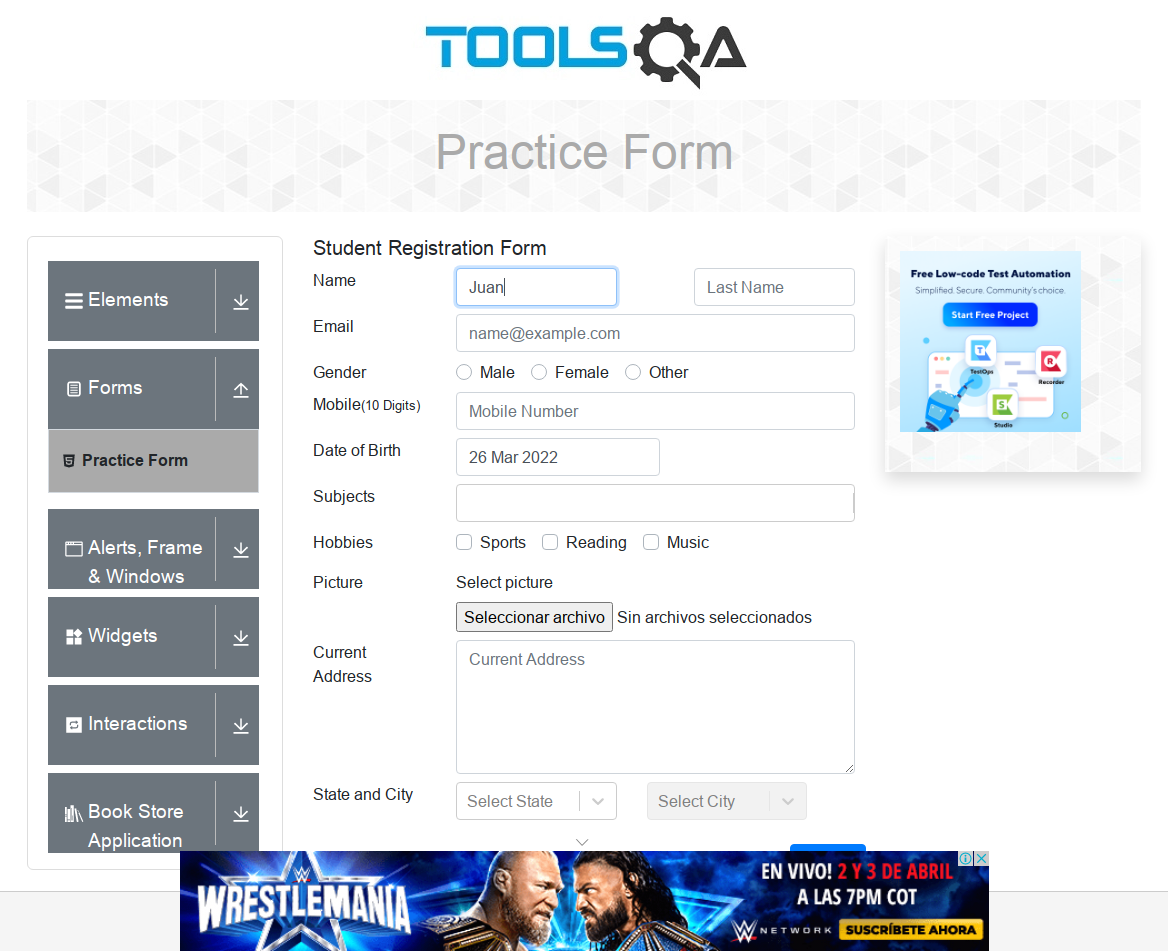 TOOLSQA
Practice Form
Elements
Forms
Practice Form
Alerts, Frame
& Windows
Widgets
Interactions
Book Store
Application
Student Registration Form
Name
Juan
Last Name
Email
name@example.com
Gender
Male
Female
Other
Mobile(10 Digits)
Mobile Number
Date of Birth
26 Mar 2022
Subjects
Hobbies
Sports
Reading
Music
Picture
Select picture
Seleccionar archivo Sin archivos seleccionados
Current
Address
Current Address
State and City
Select State
Select City
Free Low-code Test Automation
Simplified. Secure. Community's choice.
Start Free Project
T
TestOps
R
Recorder
S
Studio
WRESTLEMANIA
EN VIVO! 2 Y 3 DE ABRIL
A LAS 7PM COT
W NETWORK
SUSCRÍBETE AHORA